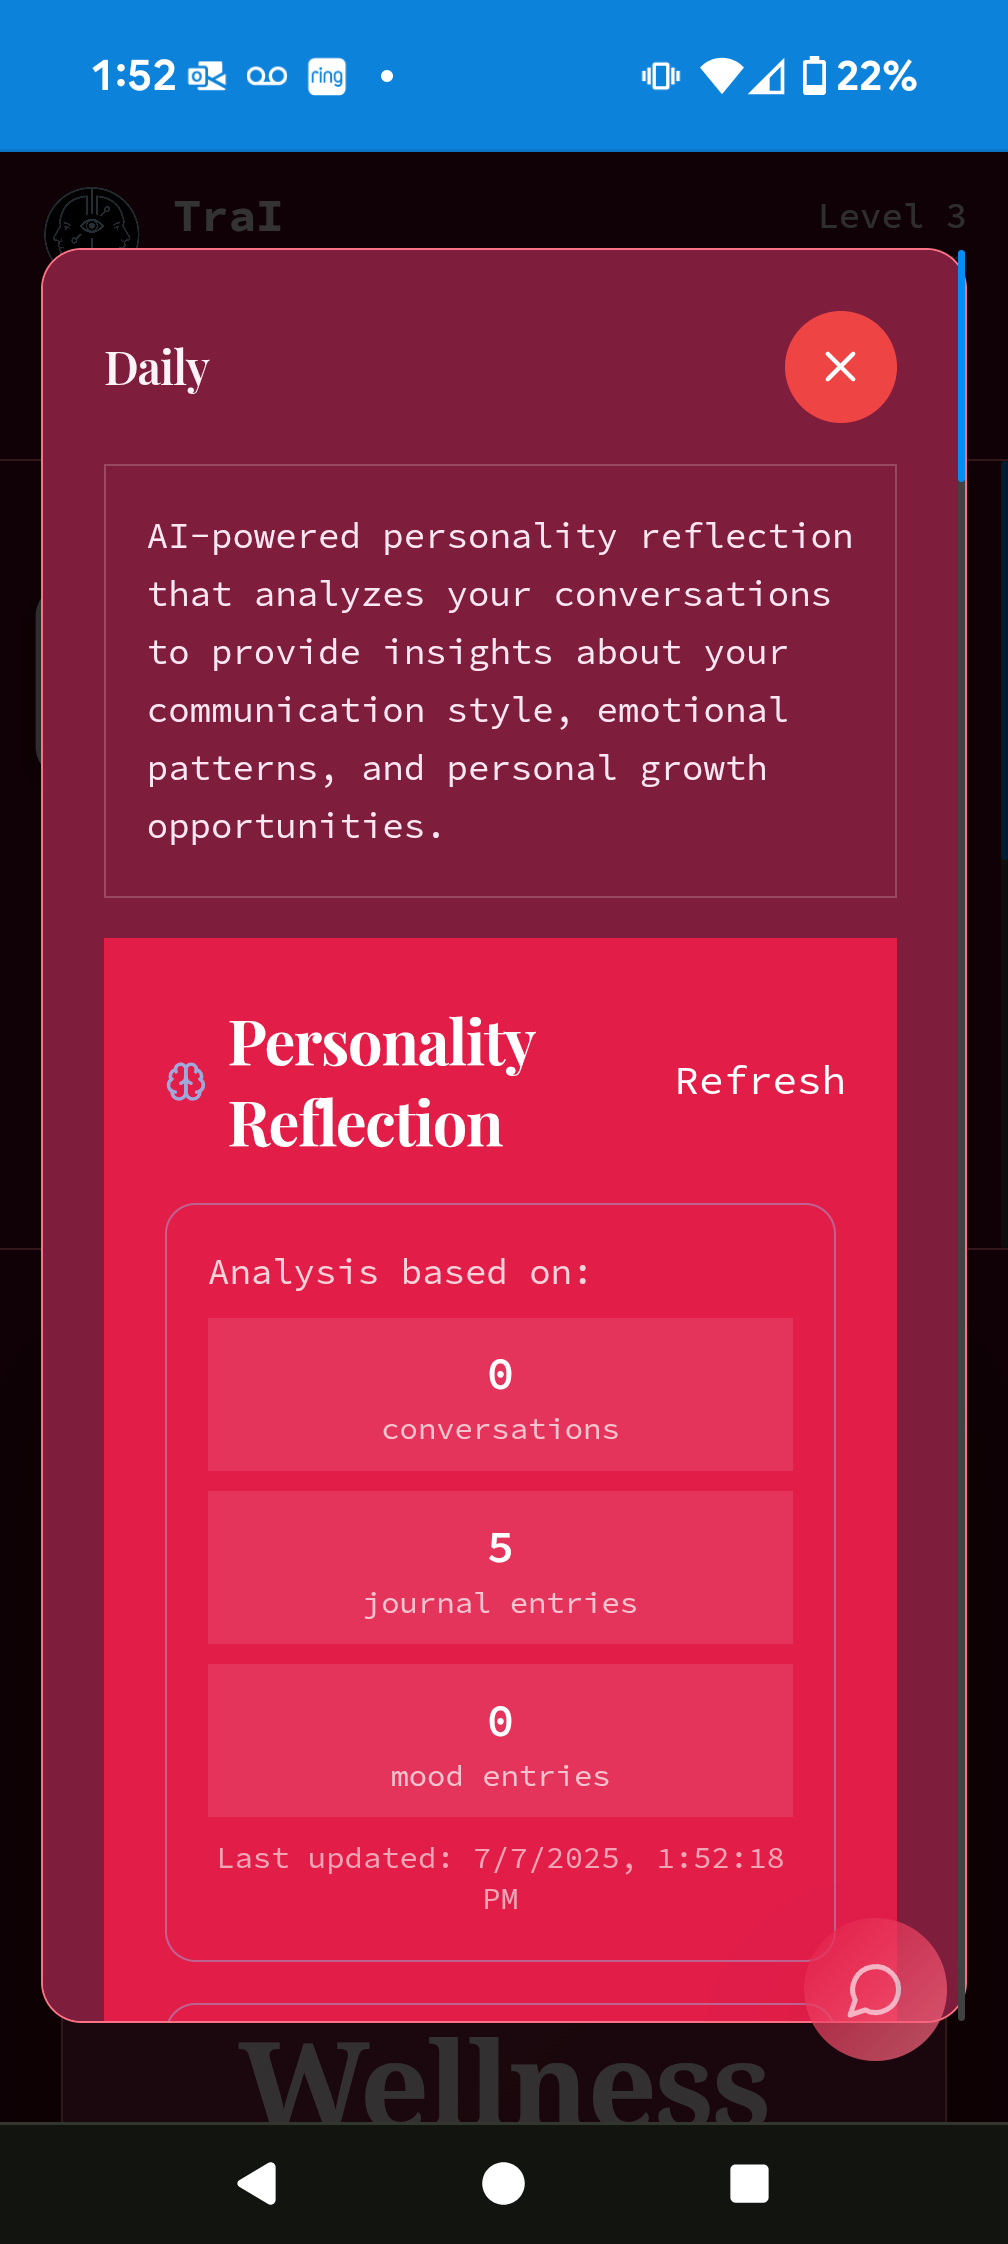 1:52
ring
22%
TraI
Level 3
Daily
AI-powered personality reflection
that analyzes your conversations
to provide insights about your
communication style, emotional
patterns, and personal growth
opportunities.
Personality
Reflection
Refresh
Analysis based on:
0
conversations
5
journal entries
0
mood entries
Last updated: 7/7/2025, 1:52:18
PM
Wellness